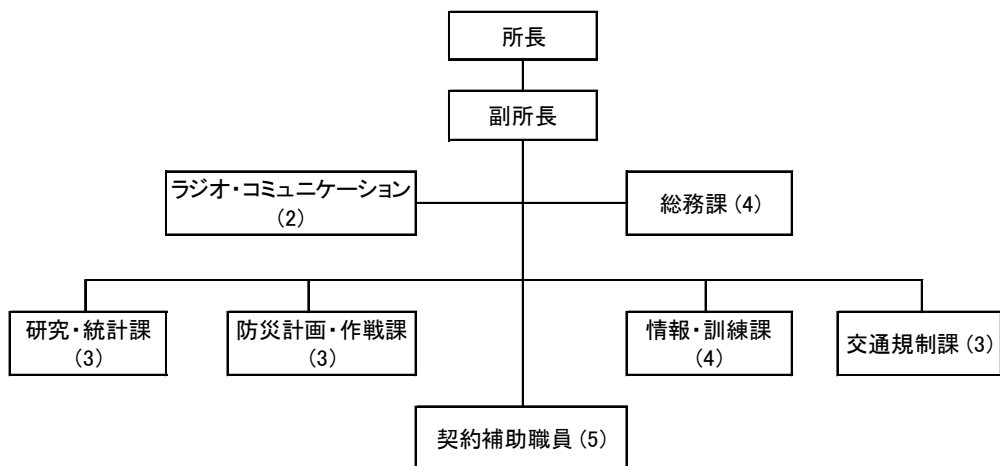 所長
副所長
ラジオ・コミュニケーション
(2)
総務課 (4)
研究・統計課
(3)
防災計画・作戦課
(3)
情報・訓練課
(4)
交通規制課 (3)
契約補助職員 (5)